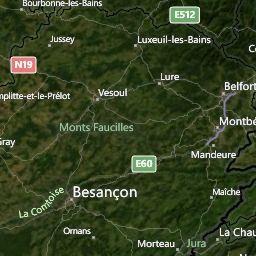 Bourbonne-les-Bains
E512
Jussey
Luxeuil-les-Bains
N19
Lure
Belfort
mplitte-et-le-Prélot
Vesoul
Monts Faucilles
Montbé
Gray
E60
Mandeure
La Comtoise
Besançon
Maîche
Ornans
Morteau
Jura
La Chau